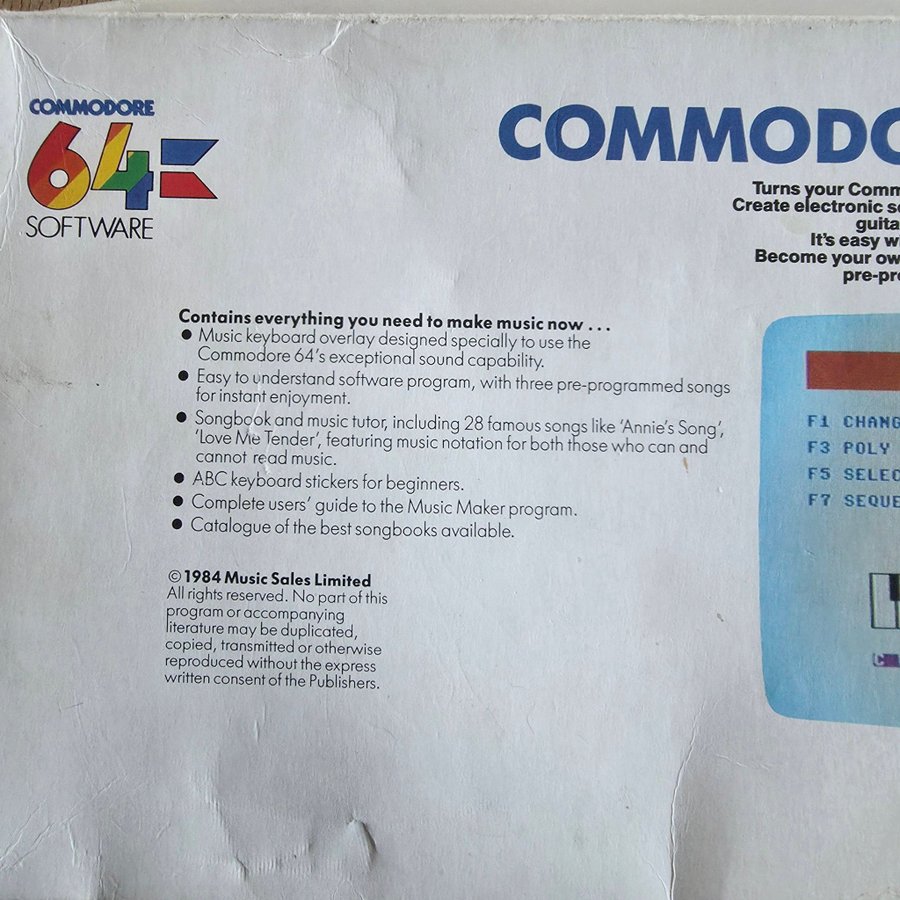 COMMODORE
64
SOFTWARE
COMMODO
Turns your Comm
Create electronic s
guita
It's easy w
Become your ow
pre-pr
Contains everything you need to make music now . . .
● Music keyboard overlay designed specially to use the
Commodore 64's exceptional sound capability.
● Easy to understand software program, with three pre-programmed songs
for instant enjoyment.
● Songbook and music tutor, including 28 famous songs like 'Annie's Song',
'Love Me Tender', featuring music notation for both those who can and
cannot read music.
● ABC keyboard stickers for beginners.
● Complete users' guide to the Music Maker program.
● Catalogue of the best songbooks available.
© 1984 Music Sales Limited
All rights reserved. No part of this
program or accompanying
literature may be duplicated,
copied, transmitted or otherwise
reproduced without the express
written consent of the Publishers.
F1 CHANG
F3 POLY
F5 SELEC
F7 SEQUE